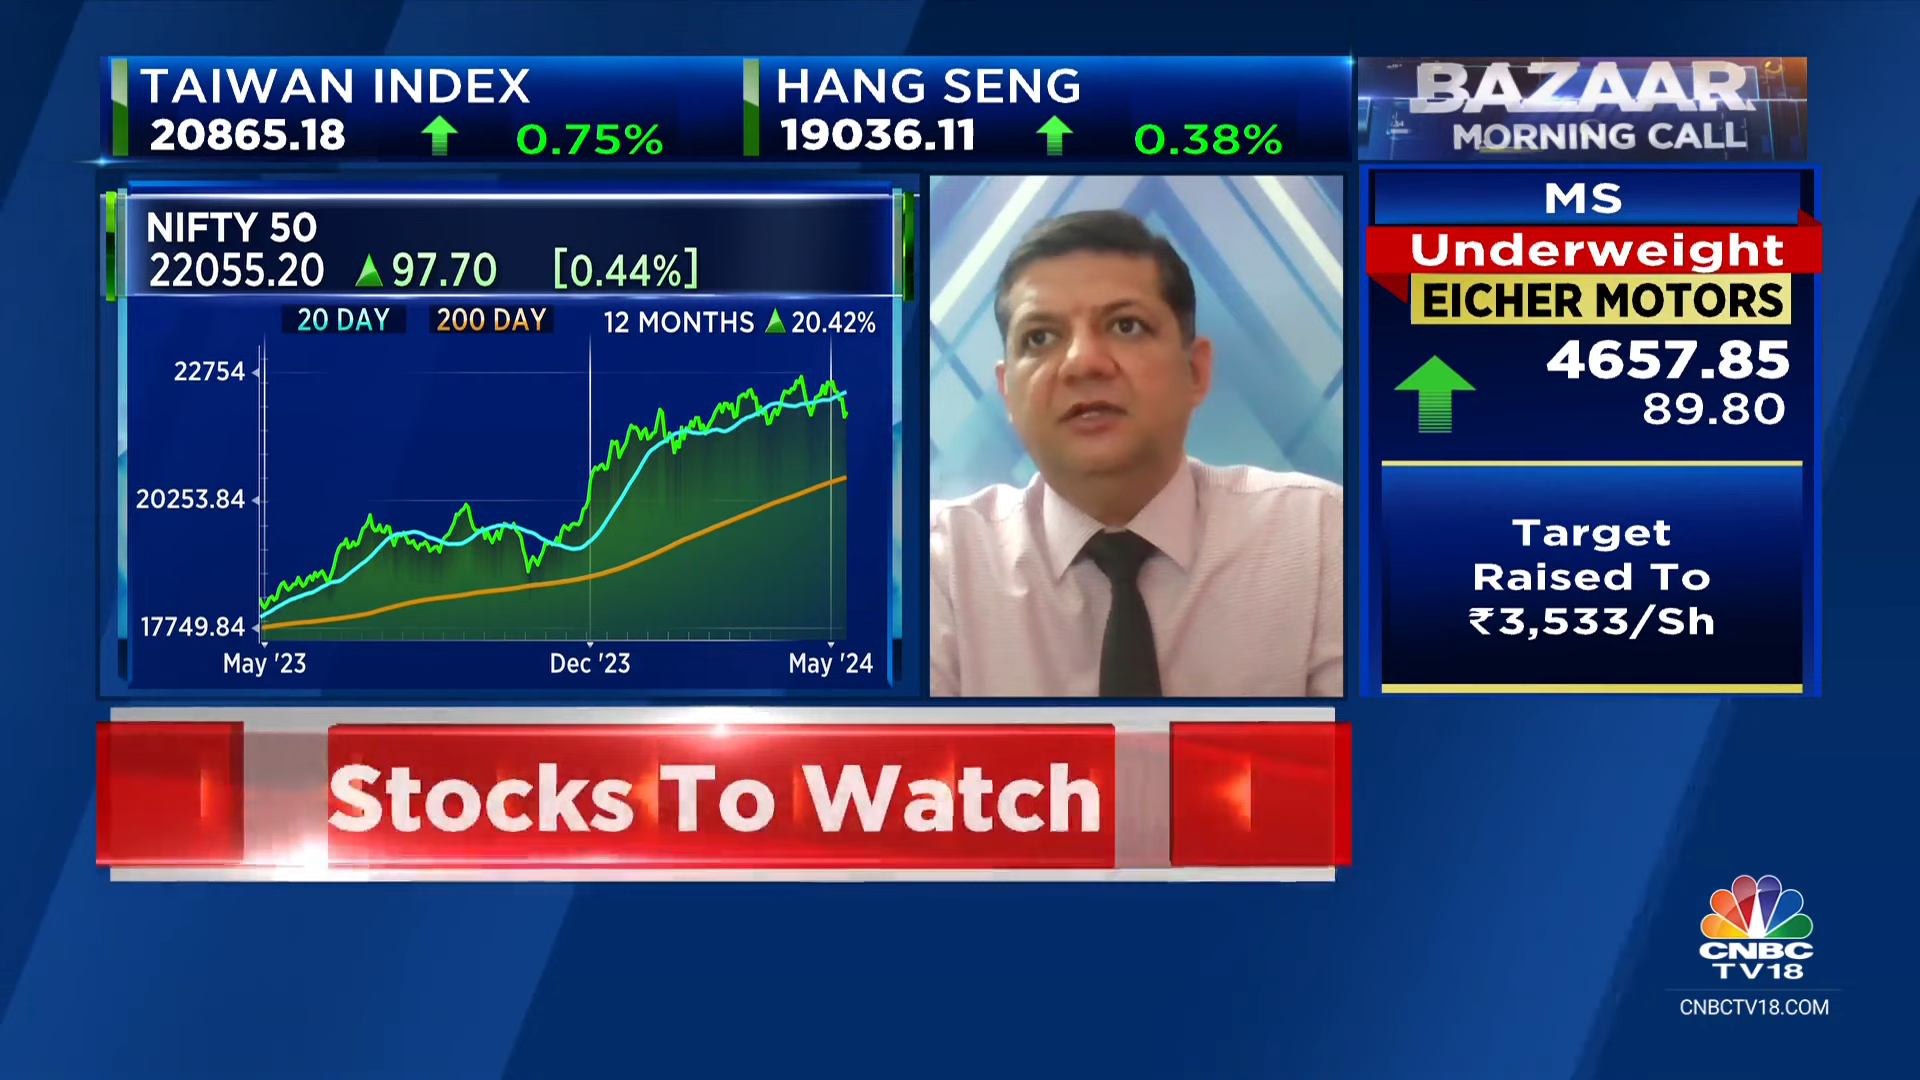 TAIWAN INDEX
20865.18 0.75%
HANG SENG
19036.11 0.38%
BAZAAR
MORNING CALL
NIFTY 50
22055.20 97.70 [0.44%]
20 DAY 200 DAY 12 MONTHS 20.42%
22754
20253.84
17749.84
May '23 Dec '23 May '24
MS
Underweight
EICHER MOTORS
4657.85
89.80
Target
Raised To
₹3,533/Sh
Stocks To Watch
CNBC
TV18
CNBCTV18.COM